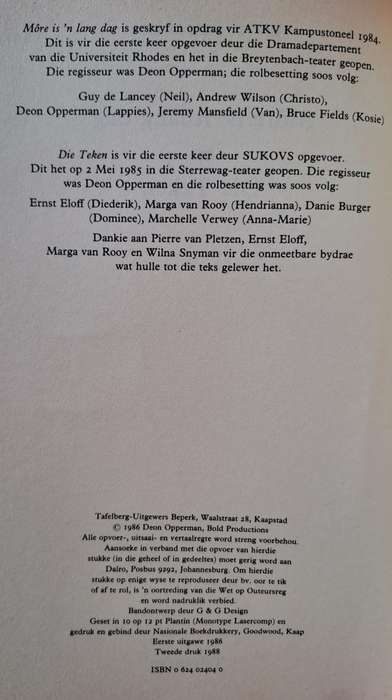 Môre is 'n lang dag is geskryf in opdrag vir ATKV Kampustoneel 1984.
Dit is vir die eerste keer opgevoer deur die Dramadepartement
van die Universiteit Rhodes en het in die Breytenbach-teater geopen.
Die regisseur was Deon Opperman; die rolbesetting soos volg:
Guy de Lancey (Neil), Andrew Wilson (Christo),
Deon Opperman (Lappies), Jeremy Mansfield (Van), Bruce Fields (Kosie)
Die Teken is vir die eerste keer deur SUKOVS opgevoer.
Dit het op 2 Mei 1985 in die Sterrewag-teater geopen. Die regisseur
was Deon Opperman en die rolbesetting was soos volg:
Ernst Eloff (Diederik), Marga van Rooy (Hendrianna), Danie Burger
(Dominee), Marchelle Verwey (Anna-Marie)
Dankie aan Pierre van Pletzen, Ernst Eloff,
Marga van Rooy en Wilna Snyman vir die onmeetbare bydrae
wat hulle tot die teks gelewer het.
Tafelberg-Uitgewers Beperk, Waalstraat 28, Kaapstad
© 1986 Deon Opperman, Bold Productions
Alle opvoer-, uitsaai- en vertaalregte word streng voorbehou.
Aansoeke in verband met die opvoer van hierdie
stukke (in die geheel of in gedeeltes) moet gerig word aan
Dalro, Posbus 9292, Johannesburg. Om hierdie
stukke op enige wyse te reproduseer deur bv. oor te tik
of af te rol, is 'n oortreding van die Wet op Outeursreg
en word nadruklik verbied.
Bandontwerp deur G & G Design
Geset in 10 op 12 pt Plantin (Monotype Lasercomp) en
gedruk en gebind deur Nasionale Boekdrukkery, Goodwood, Kaap
Eerste uitgawe 1986
Tweede druk 1988
ISBN 0 624 02404 0